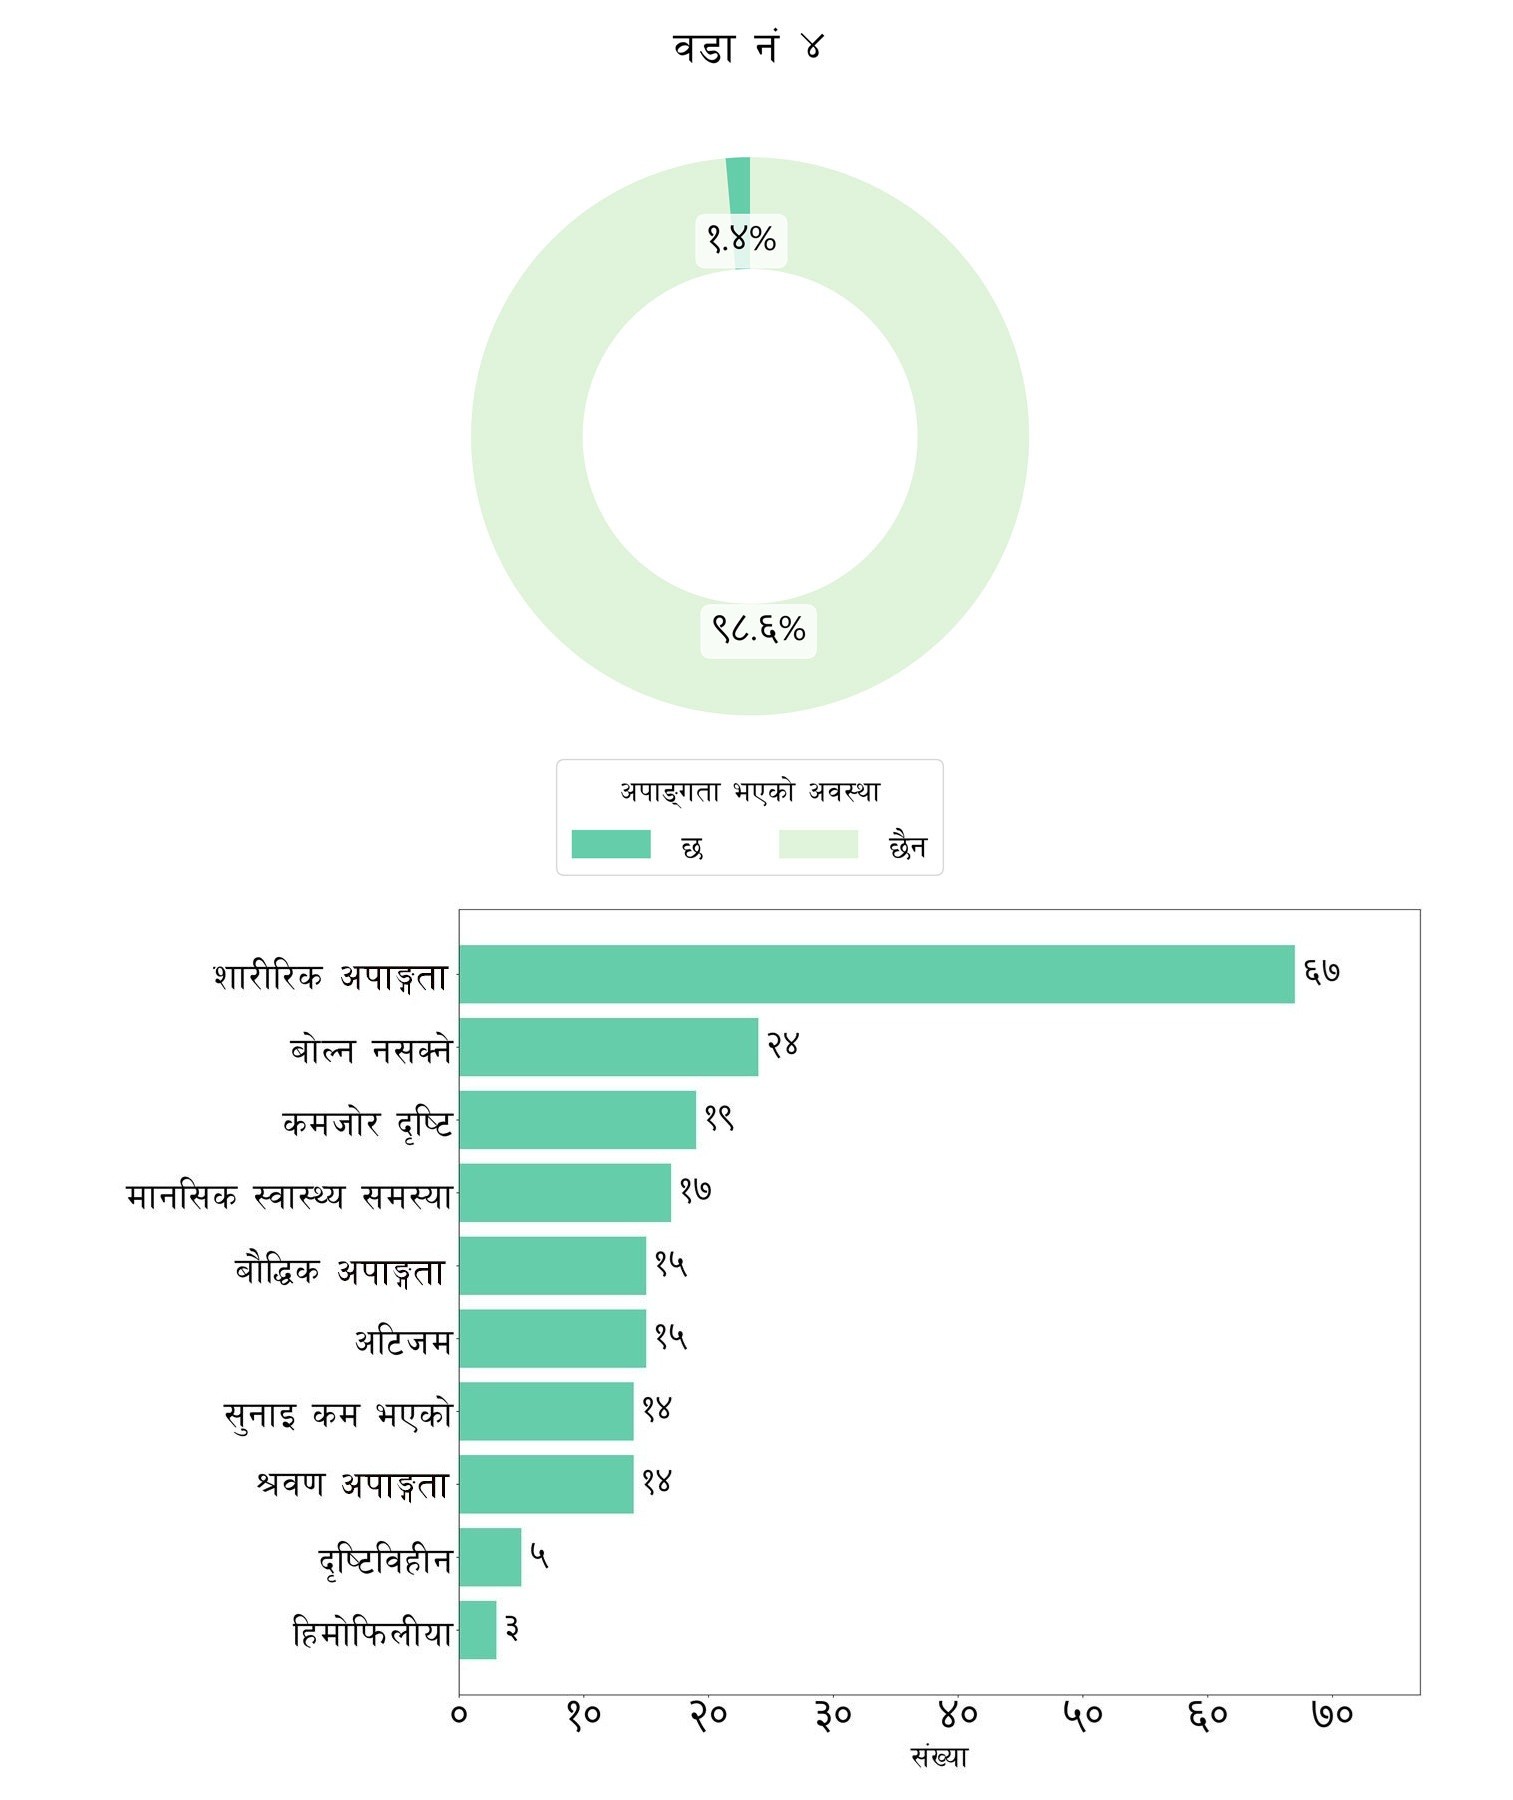 वडा नं ४
१.४%
९८.६%
अपाङ्गता भएको अवस्था
छ छैन
शारीरिक अपाङ्गता ६७
बोल्न नसक्ने २४
कमजोर दृष्टि १९
मानसिक स्वास्थ्य समस्या १७
बौद्धिक अपाङ्गता १५
अटिजम १५
सुनाइ कम भएको १४
श्रवण अपाङ्गता १४
दृष्टिविहीन ५
हिमोफिलीया ३
० १० २० ३० ४० ५० ६० ७०
संख्या